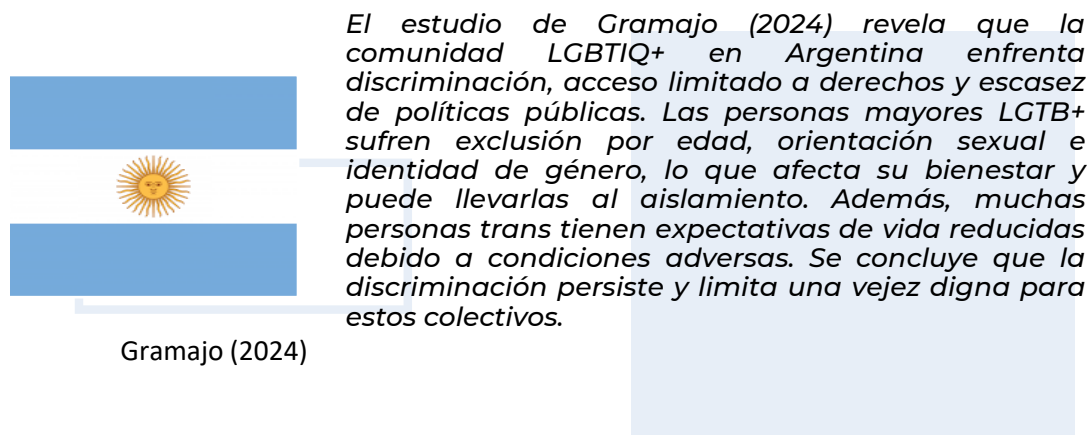 El estudio de Gramajo (2024) revela que la
comunidad LGBTIQ+ en Argentina enfrenta
discriminación, acceso limitado a derechos y escasez
de políticas públicas. Las personas mayores LGTB+
sufren exclusión por edad, orientación sexual e
identidad de género, lo que afecta su bienestar y
puede llevarlas al aislamiento. Además, muchas
personas trans tienen expectativas de vida reducidas
debido a condiciones adversas. Se concluye que la
discriminación persiste y limita una vejez digna para
estos colectivos.
Gramajo (2024)